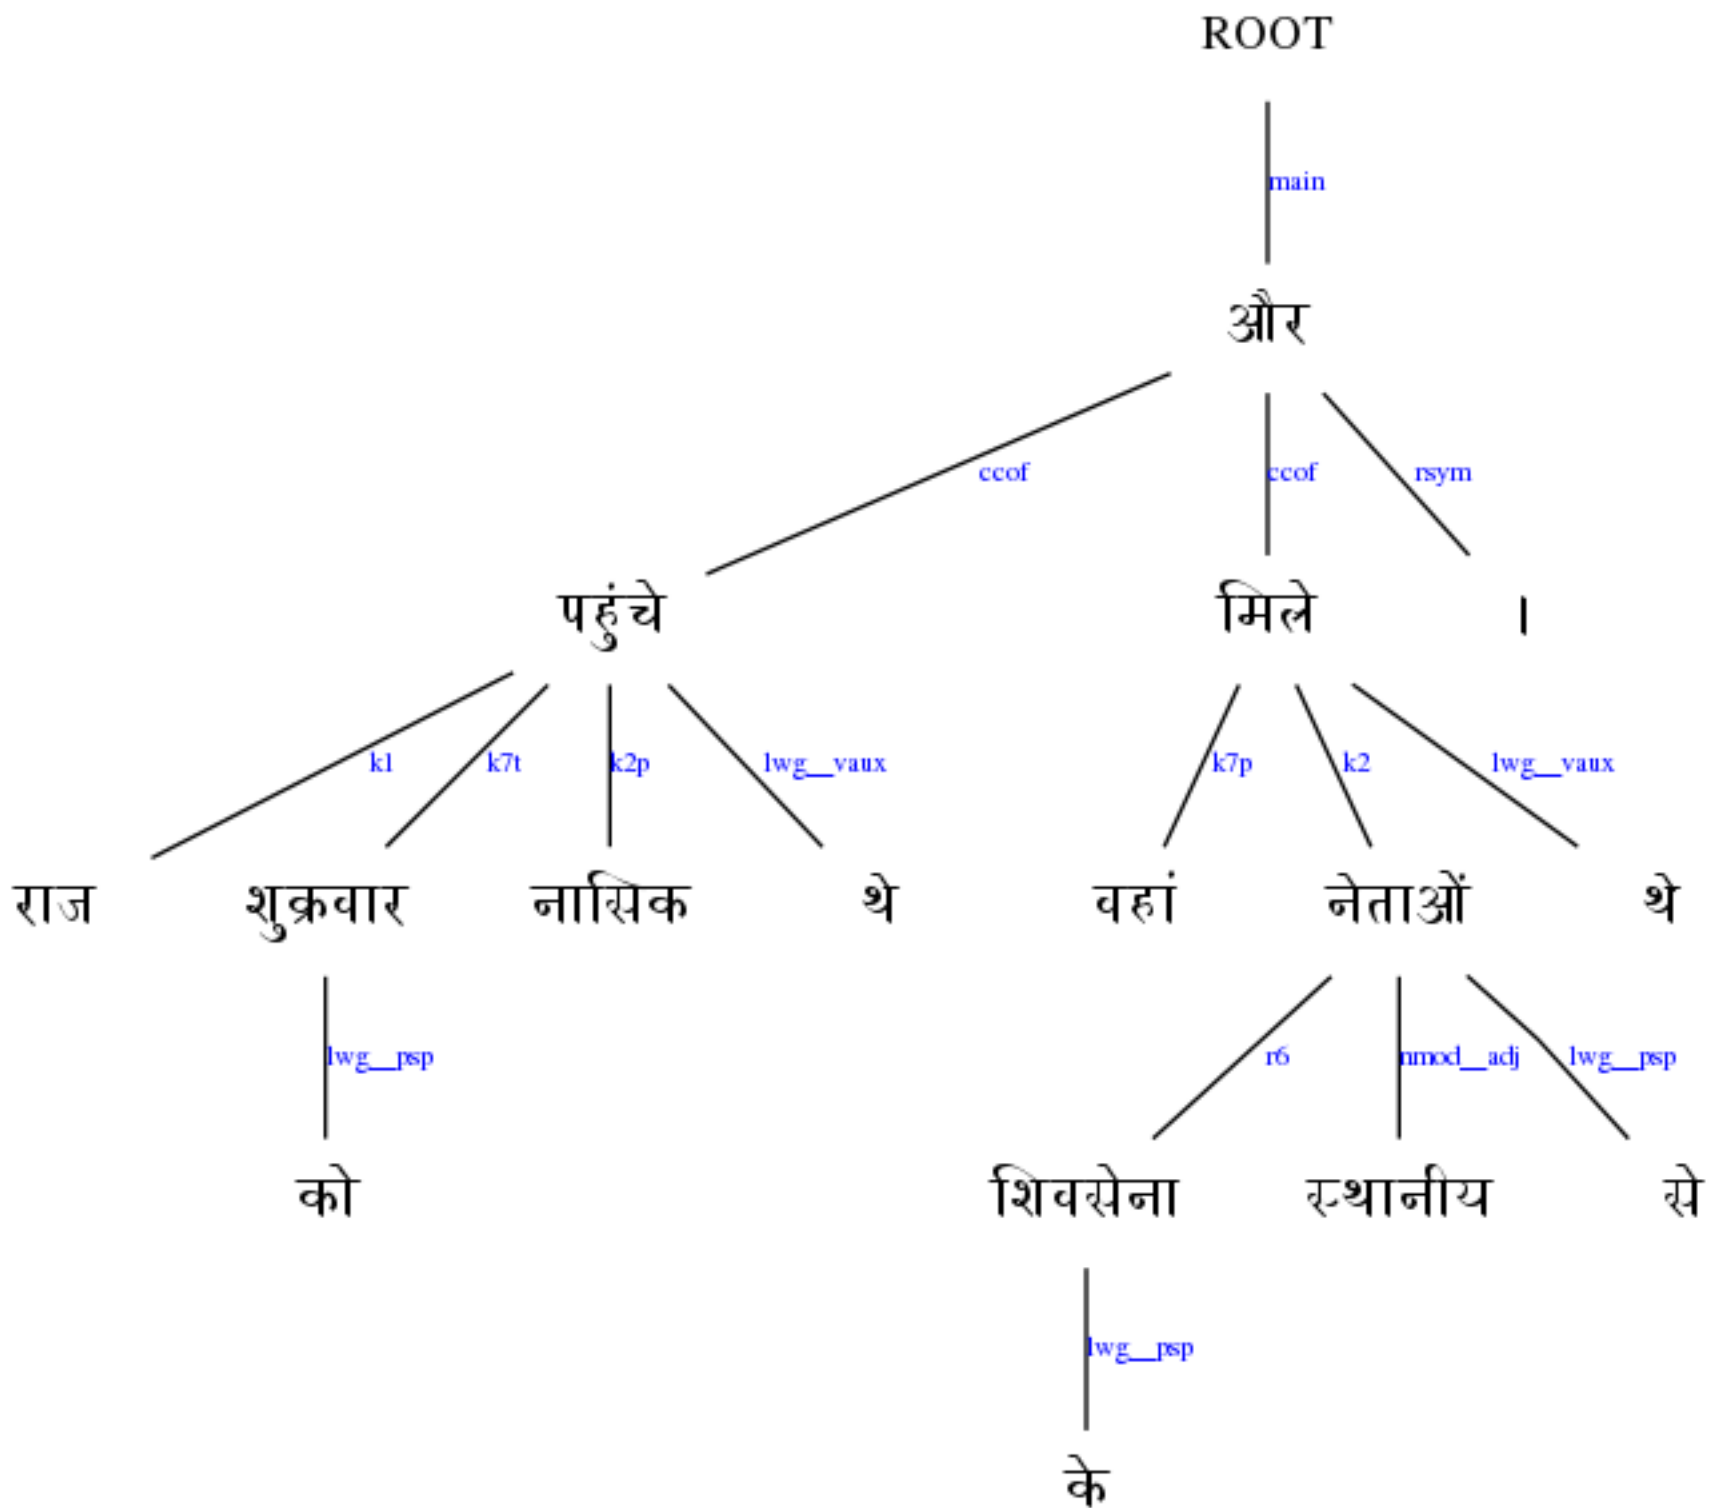 ROOT
main
और
ccof ccof rsym
पहुंचे मिले ।
k1 k7t k2p lwg__vaux k7p k2 lwg__vaux
राज शुक्रवार नासिक थे वहां नेताओं थे
lwg__psp r6 nmod__adj lwg__psp
को शिवसेना स्थानीय से
lwg__psp
के